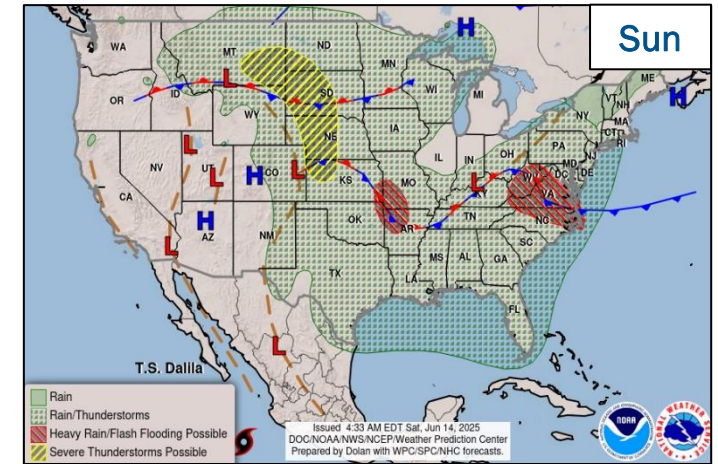 Sun
H
WA
MT
ND
MN
ME
L
H
OR
ID
SD
WI
MI
NY
VT
NH
MA
WY
CT
RI
IA
PA
NE
NJ
L
IL
IN
OH
MD
DE
NV
UT
L
H
CO
L
KS
MO
L
KY
WV
DC
VA
CA
H
AZ
NM
OK
AR
TN
NC
L
SC
MS
AL
GA
TX
LA
FL
L
T.S. Dalila
Rain
Rain/Thunderstorms
Heavy Rain/Flash Flooding Possible
Severe Thunderstorms Possible
Issued 4:33 AM EDT Sat, Jun 14, 2025
DOC/NOAA/NWS/NCEP/Weather Prediction Center
Prepared by Dolan with WPC/SPC/NHC forecasts.
NOAA
NATIONAL WEATHER SERVICE